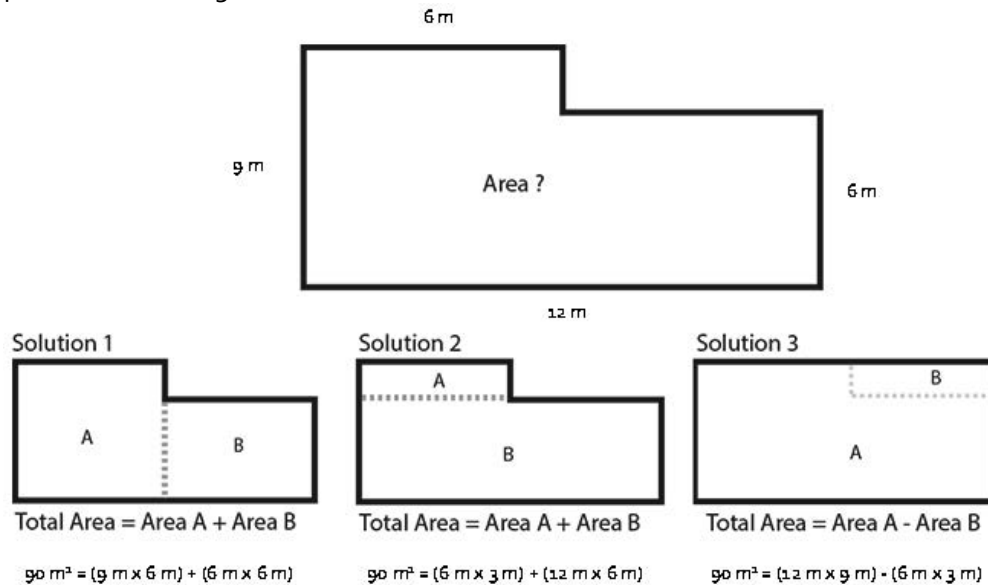 6 m
9 m
Area ?
6 m
12 m
Solution 1
A
B
Total Area = Area A + Area B
90 m² = (9 m x 6 m) + (6 m x 6 m)
Solution 2
A
B
Total Area = Area A + Area B
90 m² = (6 m x 3 m) + (12 m x 6 m)
Solution 3
B
A
Total Area = Area A - Area B
90 m² = (12 m x 9 m) - (6 m x 3 m)